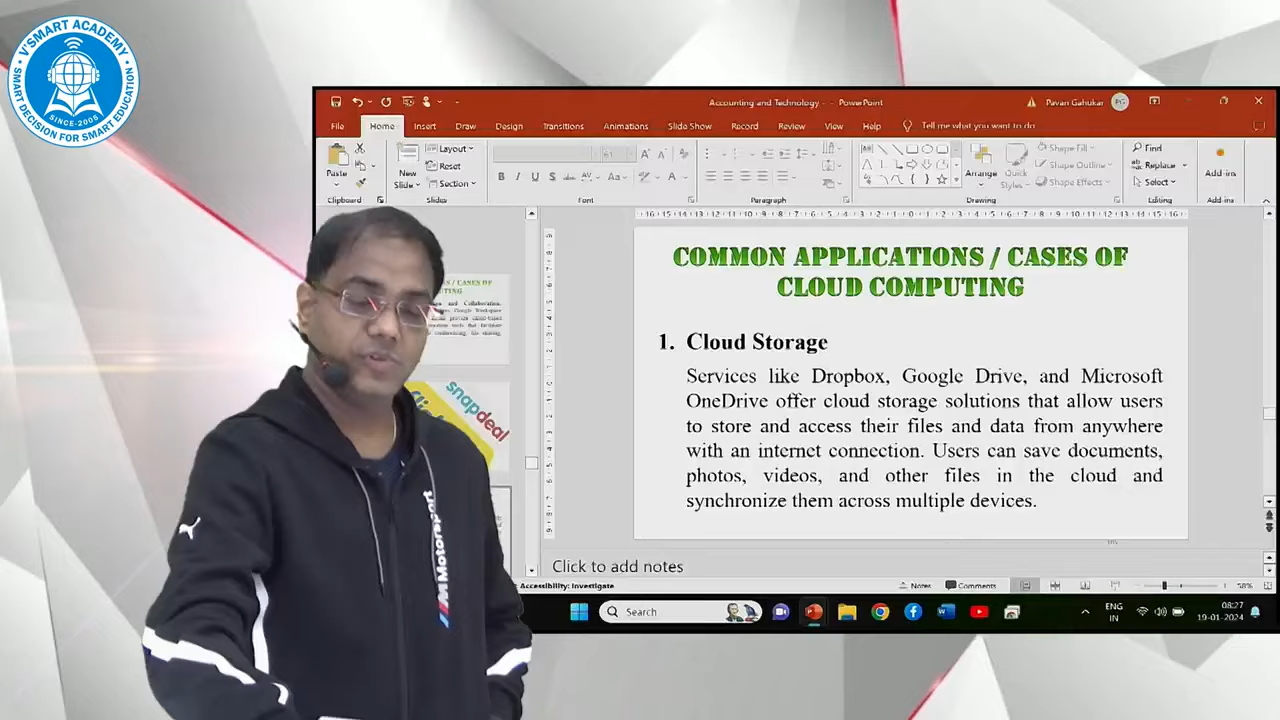 V'SMART ACADEMY
SMART DECISION FOR SMART EDUCATION
SINCE-2005
Accounting and Technology - PowerPoint
Pavan Gahukar
PG
File Home Insert Draw Design Transitions Animations Slide Show Record Review View Help Tell me what you want to do
Paste
New
Slide
Layout
Reset
Section
Arrange
Quick
Styles
Shape Fill
Shape Outline
Shape Effects
Find
Replace
Select
Add-ins
Clipboard Slides Font Paragraph Drawing Editing Add-ins
COMMON APPLICATIONS / CASES OF
CLOUD COMPUTING
1. Cloud Storage
Services like Dropbox, Google Drive, and Microsoft
OneDrive offer cloud storage solutions that allow users
to store and access their files and data from anywhere
with an internet connection. Users can save documents,
photos, videos, and other files in the cloud and
synchronize them across multiple devices.
snapdeal
Click to add notes
Accessibility: Investigate
Notes
Comments
58%
Search
ENG
IN
08:27
19-01-2024
PUMA
M Motorsport